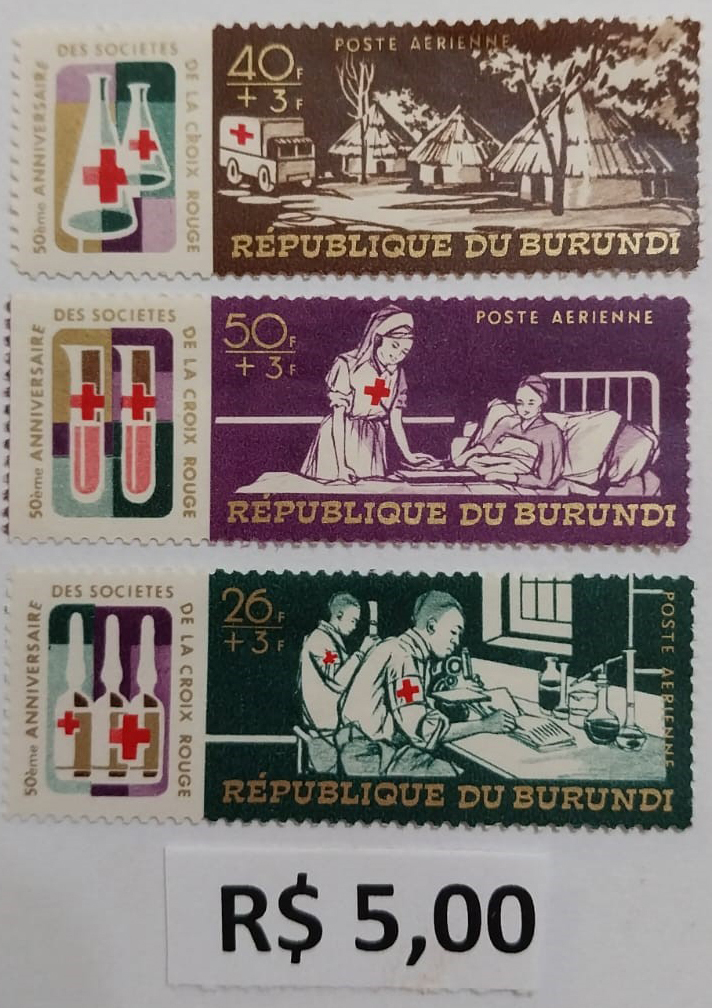 50ème ANNIVERSAIRE
DES SOCIETES
DE LA CROIX ROUGE
40F
+ 3F
POSTE AERIENNE
RÉPUBLIQUE DU BURUNDI
50ème ANNIVERSAIRE
DES SOCIETES
DE LA CROIX ROUGE
50F
+ 3F
POSTE AERIENNE
RÉPUBLIQUE DU BURUNDI
50ème ANNIVERSAIRE
DES SOCIETES
DE LA CROIX ROUGE
26F
+3F
POSTE AERIENNE
RÉPUBLIQUE DU BURUNDI
R$ 5,00